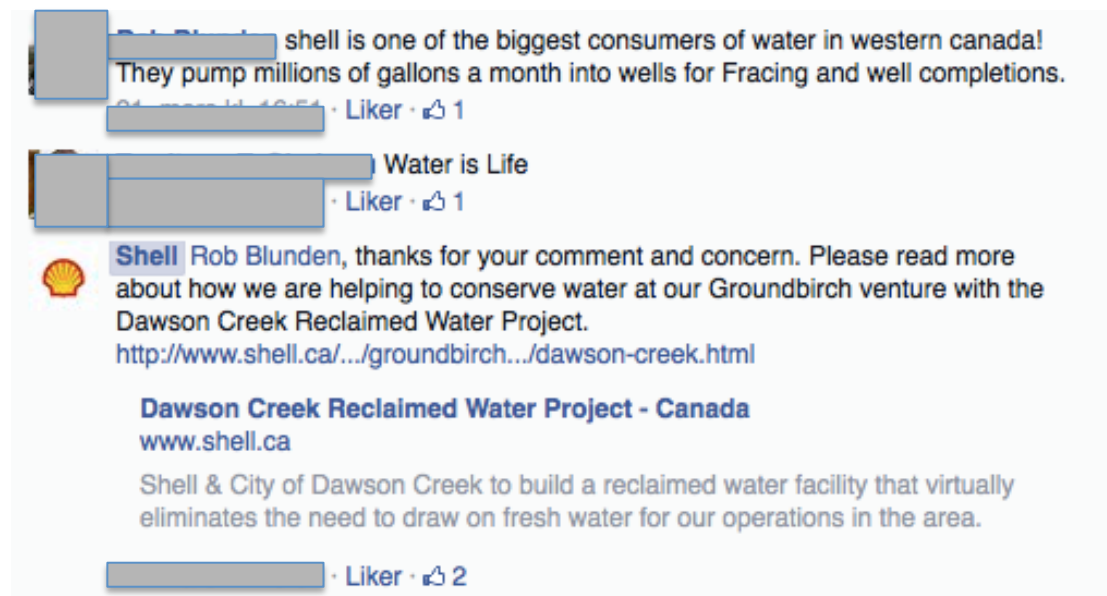 shell is one of the biggest consumers of water in western canada!
They pump millions of gallons a month into wells for Fracing and well completions.
· Liker · 1
Water is Life
· Liker · 1
Shell Rob Blunden, thanks for your comment and concern. Please read more
about how we are helping to conserve water at our Groundbirch venture with the
Dawson Creek Reclaimed Water Project.
http://www.shell.ca/.../groundbirch.../dawson-creek.html
Dawson Creek Reclaimed Water Project - Canada
www.shell.ca
Shell & City of Dawson Creek to build a reclaimed water facility that virtually
eliminates the need to draw on fresh water for our operations in the area.
· Liker · 2